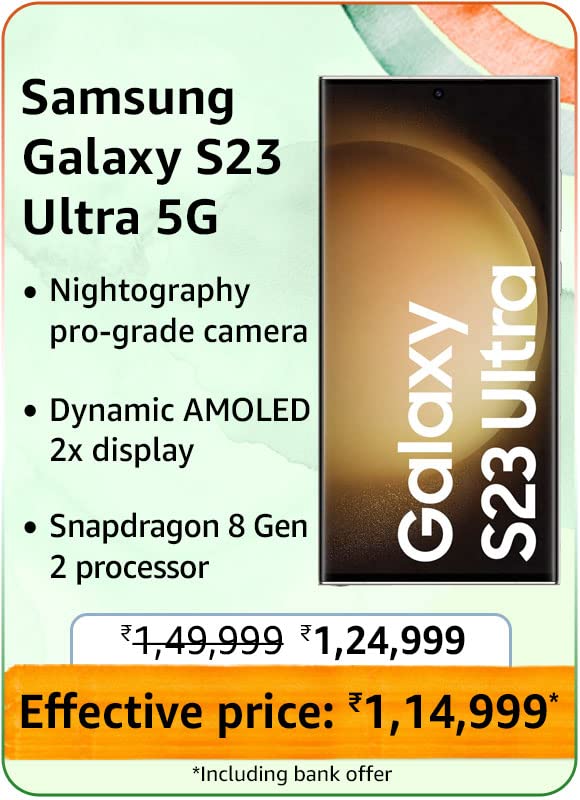 Samsung
Galaxy S23
Ultra 5G
• Nightography
pro-grade camera
• Dynamic AMOLED
2x display
• Snapdragon 8 Gen
2 processor
Galaxy
S23 Ultra
₹1,49,999 ₹1,24,999
Effective price: ₹1,14,999*
*Including bank offer